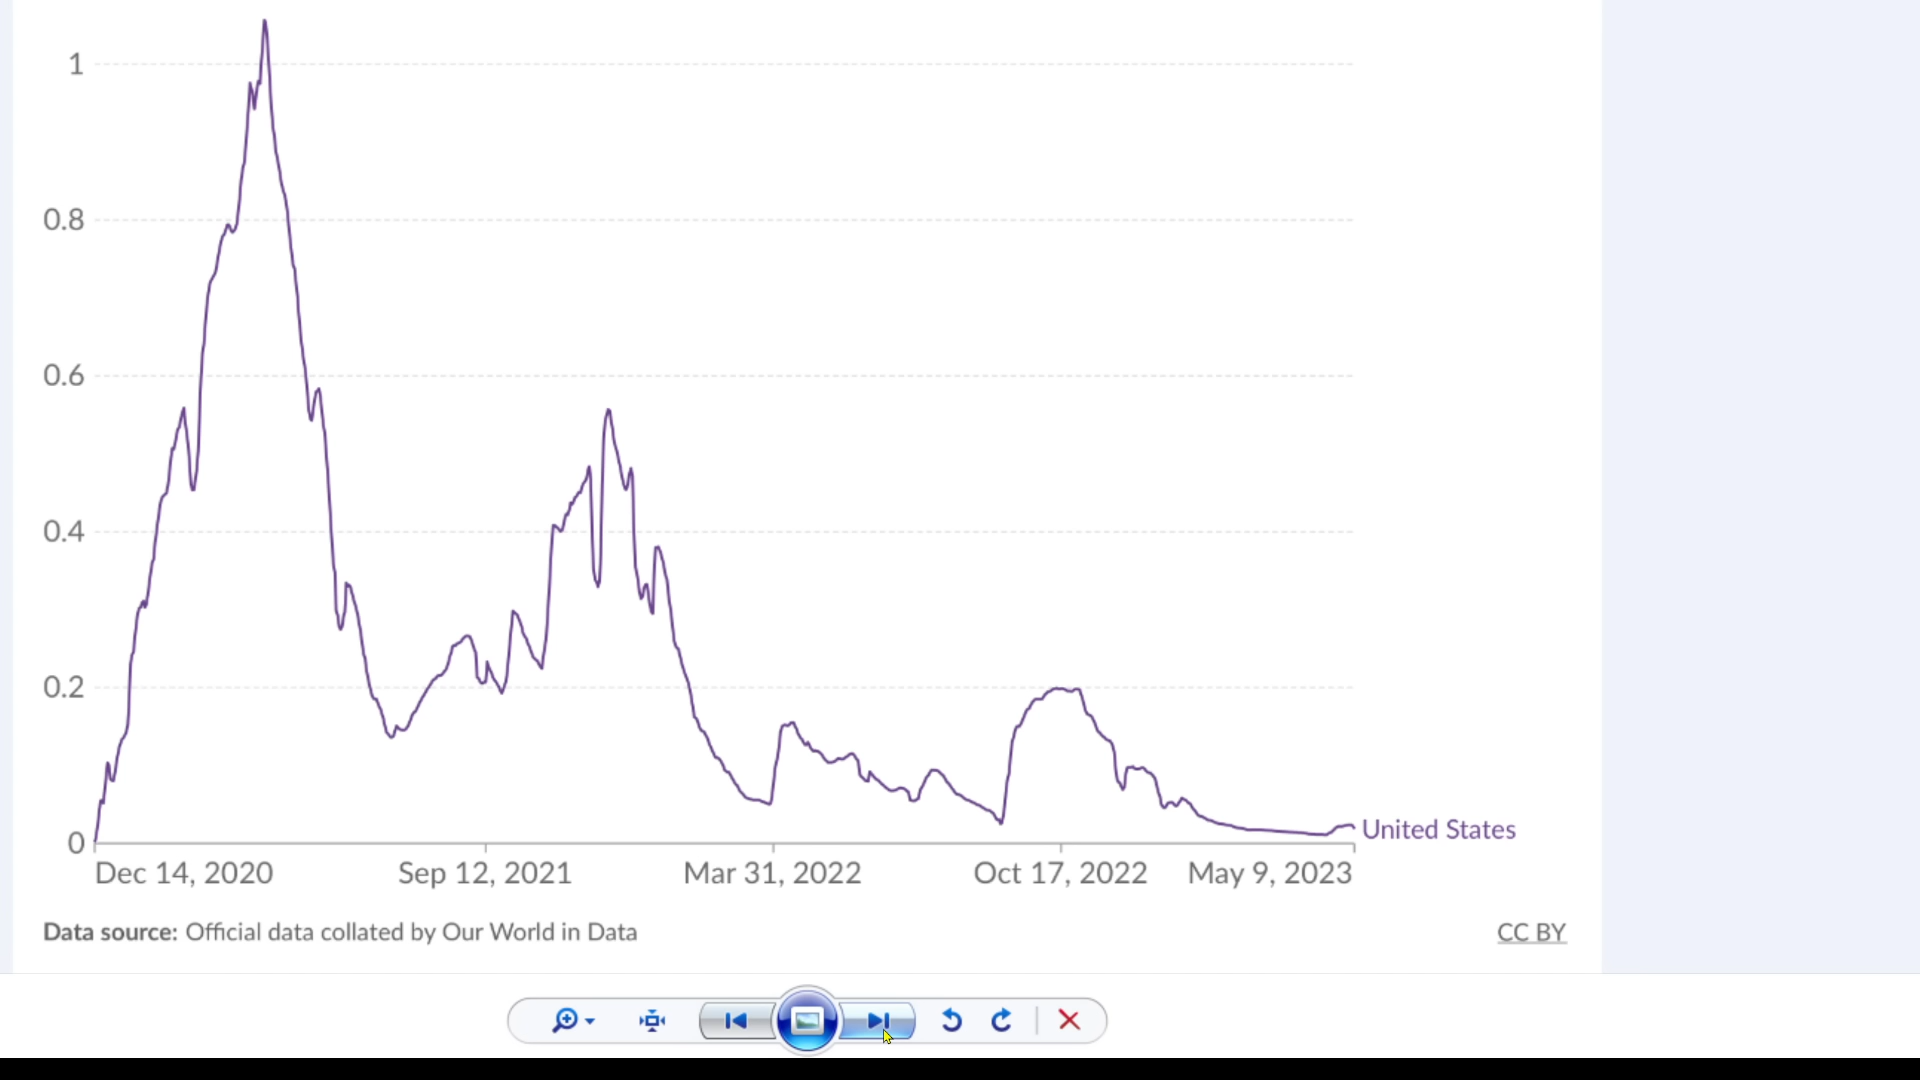 1
0.8
0.6
0.4
0.2
0
United States
Dec 14, 2020 Sep 12, 2021 Mar 31, 2022 Oct 17, 2022 May 9, 2023
Data source: Official data collated by Our World in Data CC BY